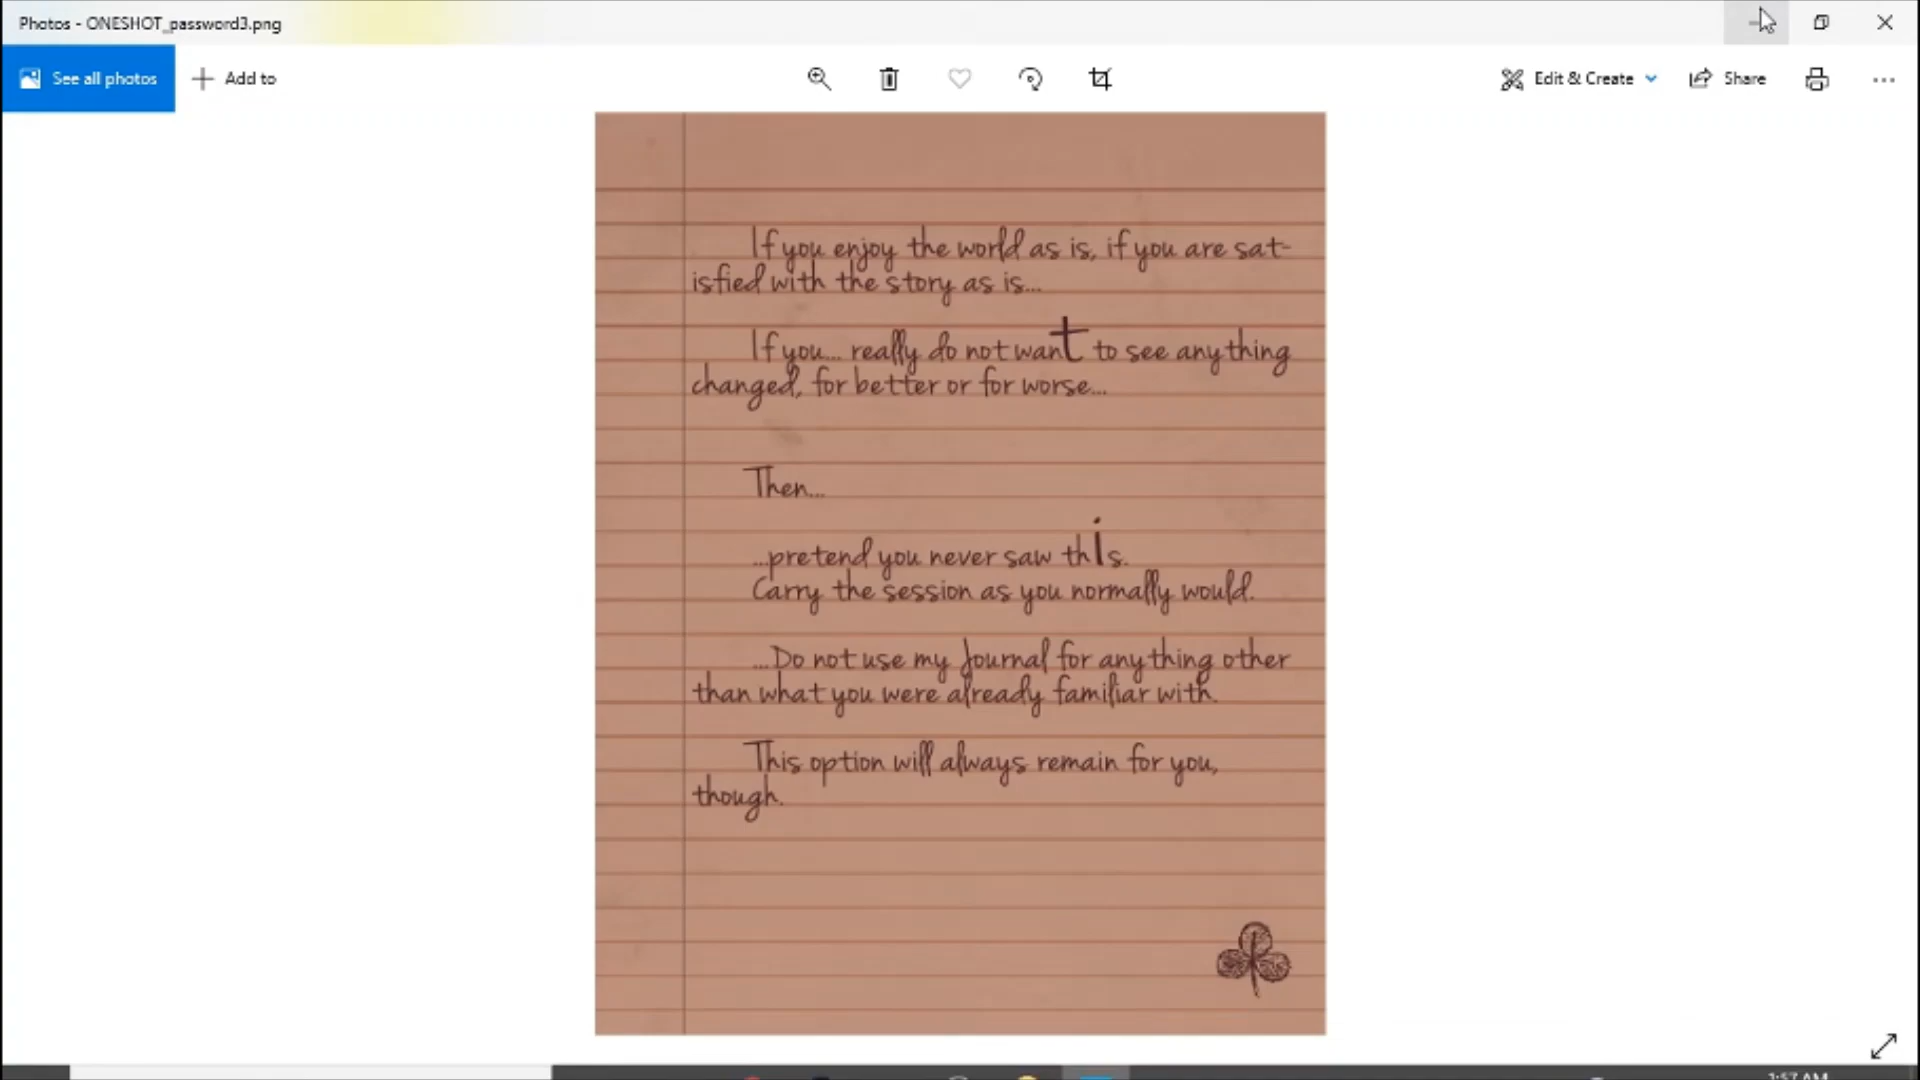 Photos - ONESHOT_password3.png
See all photos
Add to
Edit & Create
Share
If you enjoy the world as is, if you are sat-
isfied with the story as is...
If you... really do not want to see anything
changed, for better or for worse...
Then...
...pretend you never saw this.
Carry the session as you normally would.
...Do not use my Journal for anything other
than what you were already familiar with.
This option will always remain for you,
though.
1:57 AM